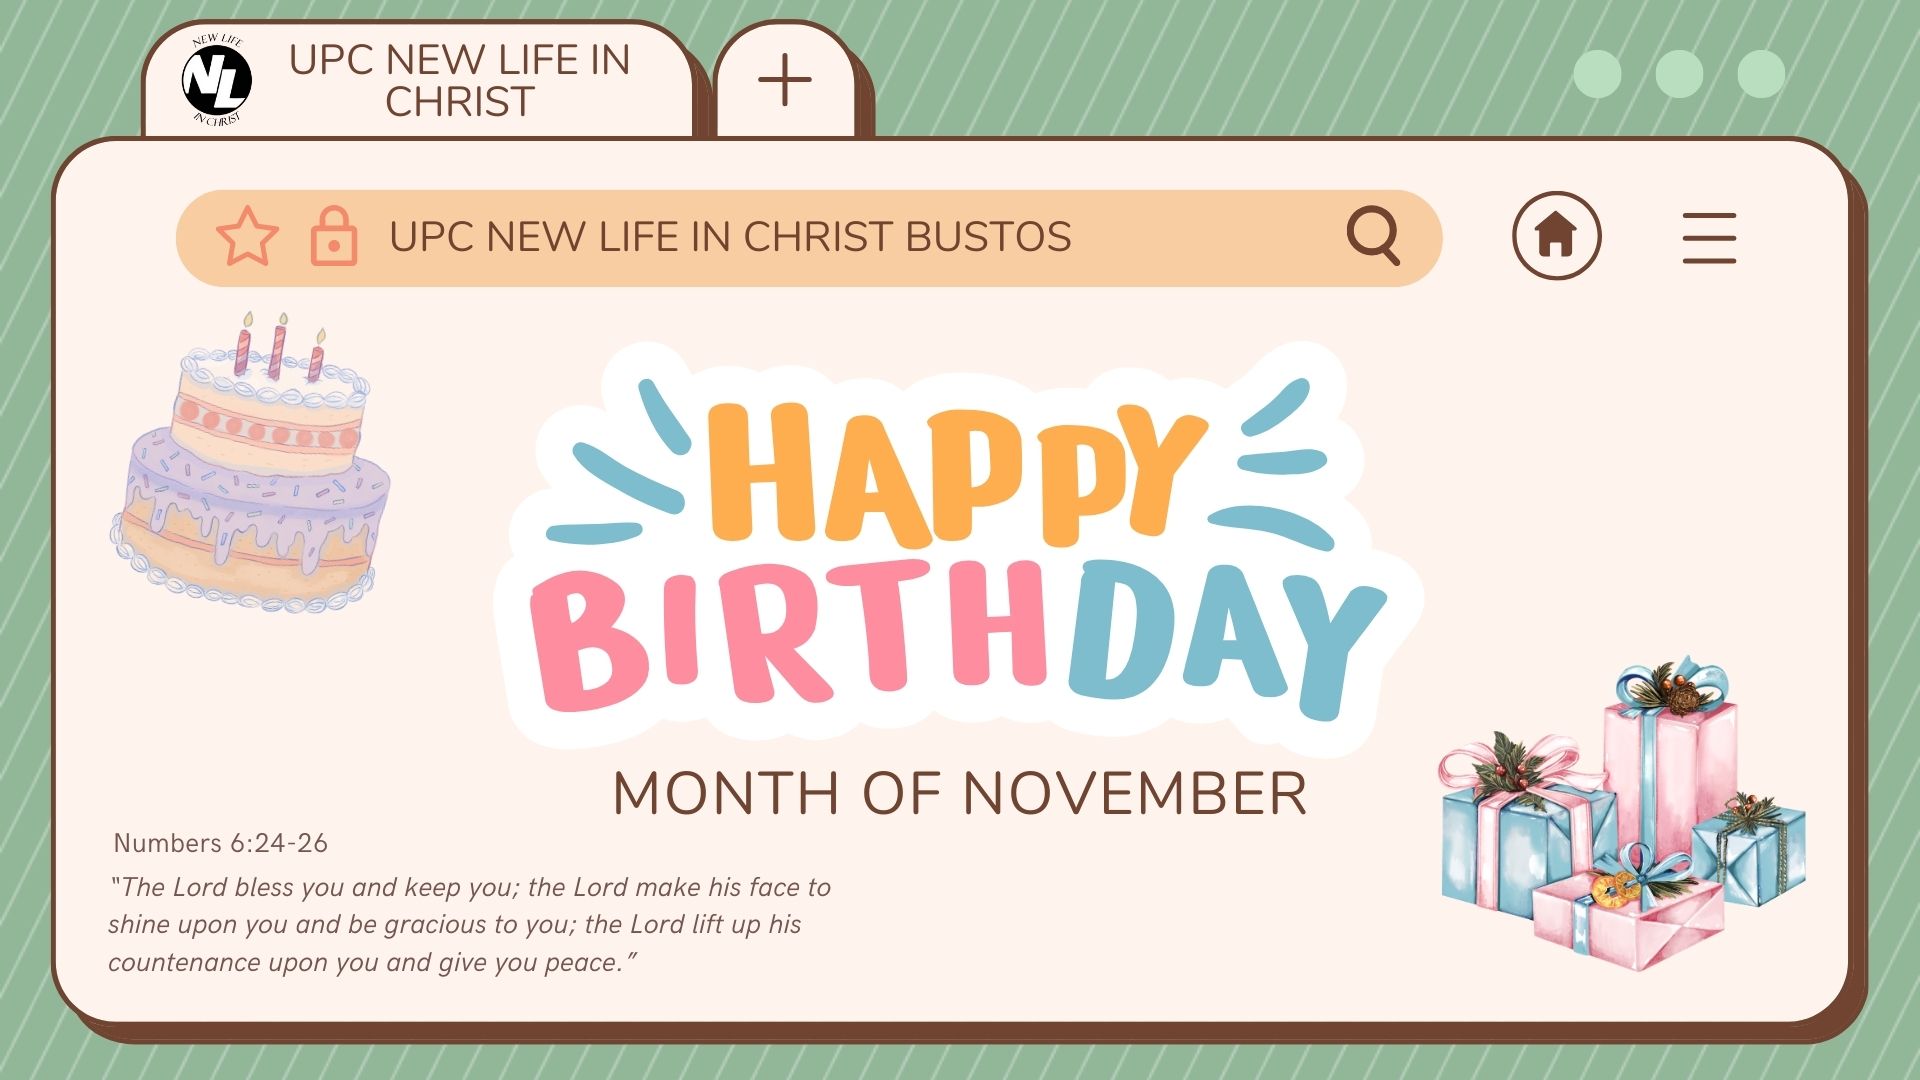 NEW LIFE
NL
IN CHRIST
UPC NEW LIFE IN
CHRIST
UPC NEW LIFE IN CHRIST BUSTOS
HAPPY
BIRTHDAY
MONTH OF NOVEMBER
Numbers 6:24-26
"The Lord bless you and keep you; the Lord make his face to
shine upon you and be gracious to you; the Lord lift up his
countenance upon you and give you peace.”